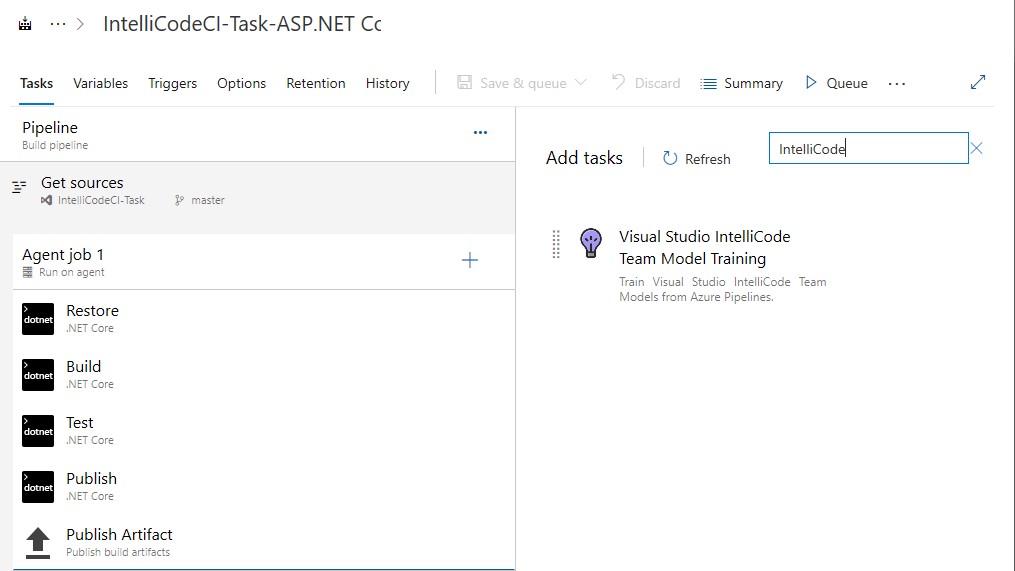 ··· > IntelliCodeCI-Task-ASP.NET Cc
Tasks Variables Triggers Options Retention History Save & queue Discard Summary Queue ···
Pipeline ···
Build pipeline
Get sources
IntelliCodeCI-Task master
Agent job 1 +
Run on agent
dotnet Restore
.NET Core
dotnet Build
.NET Core
dotnet Test
.NET Core
dotnet Publish
.NET Core
Publish Artifact
Publish build artifacts
Add tasks Refresh IntelliCode
Visual Studio IntelliCode
Team Model Training
Train Visual Studio IntelliCode Team
Models from Azure Pipelines.